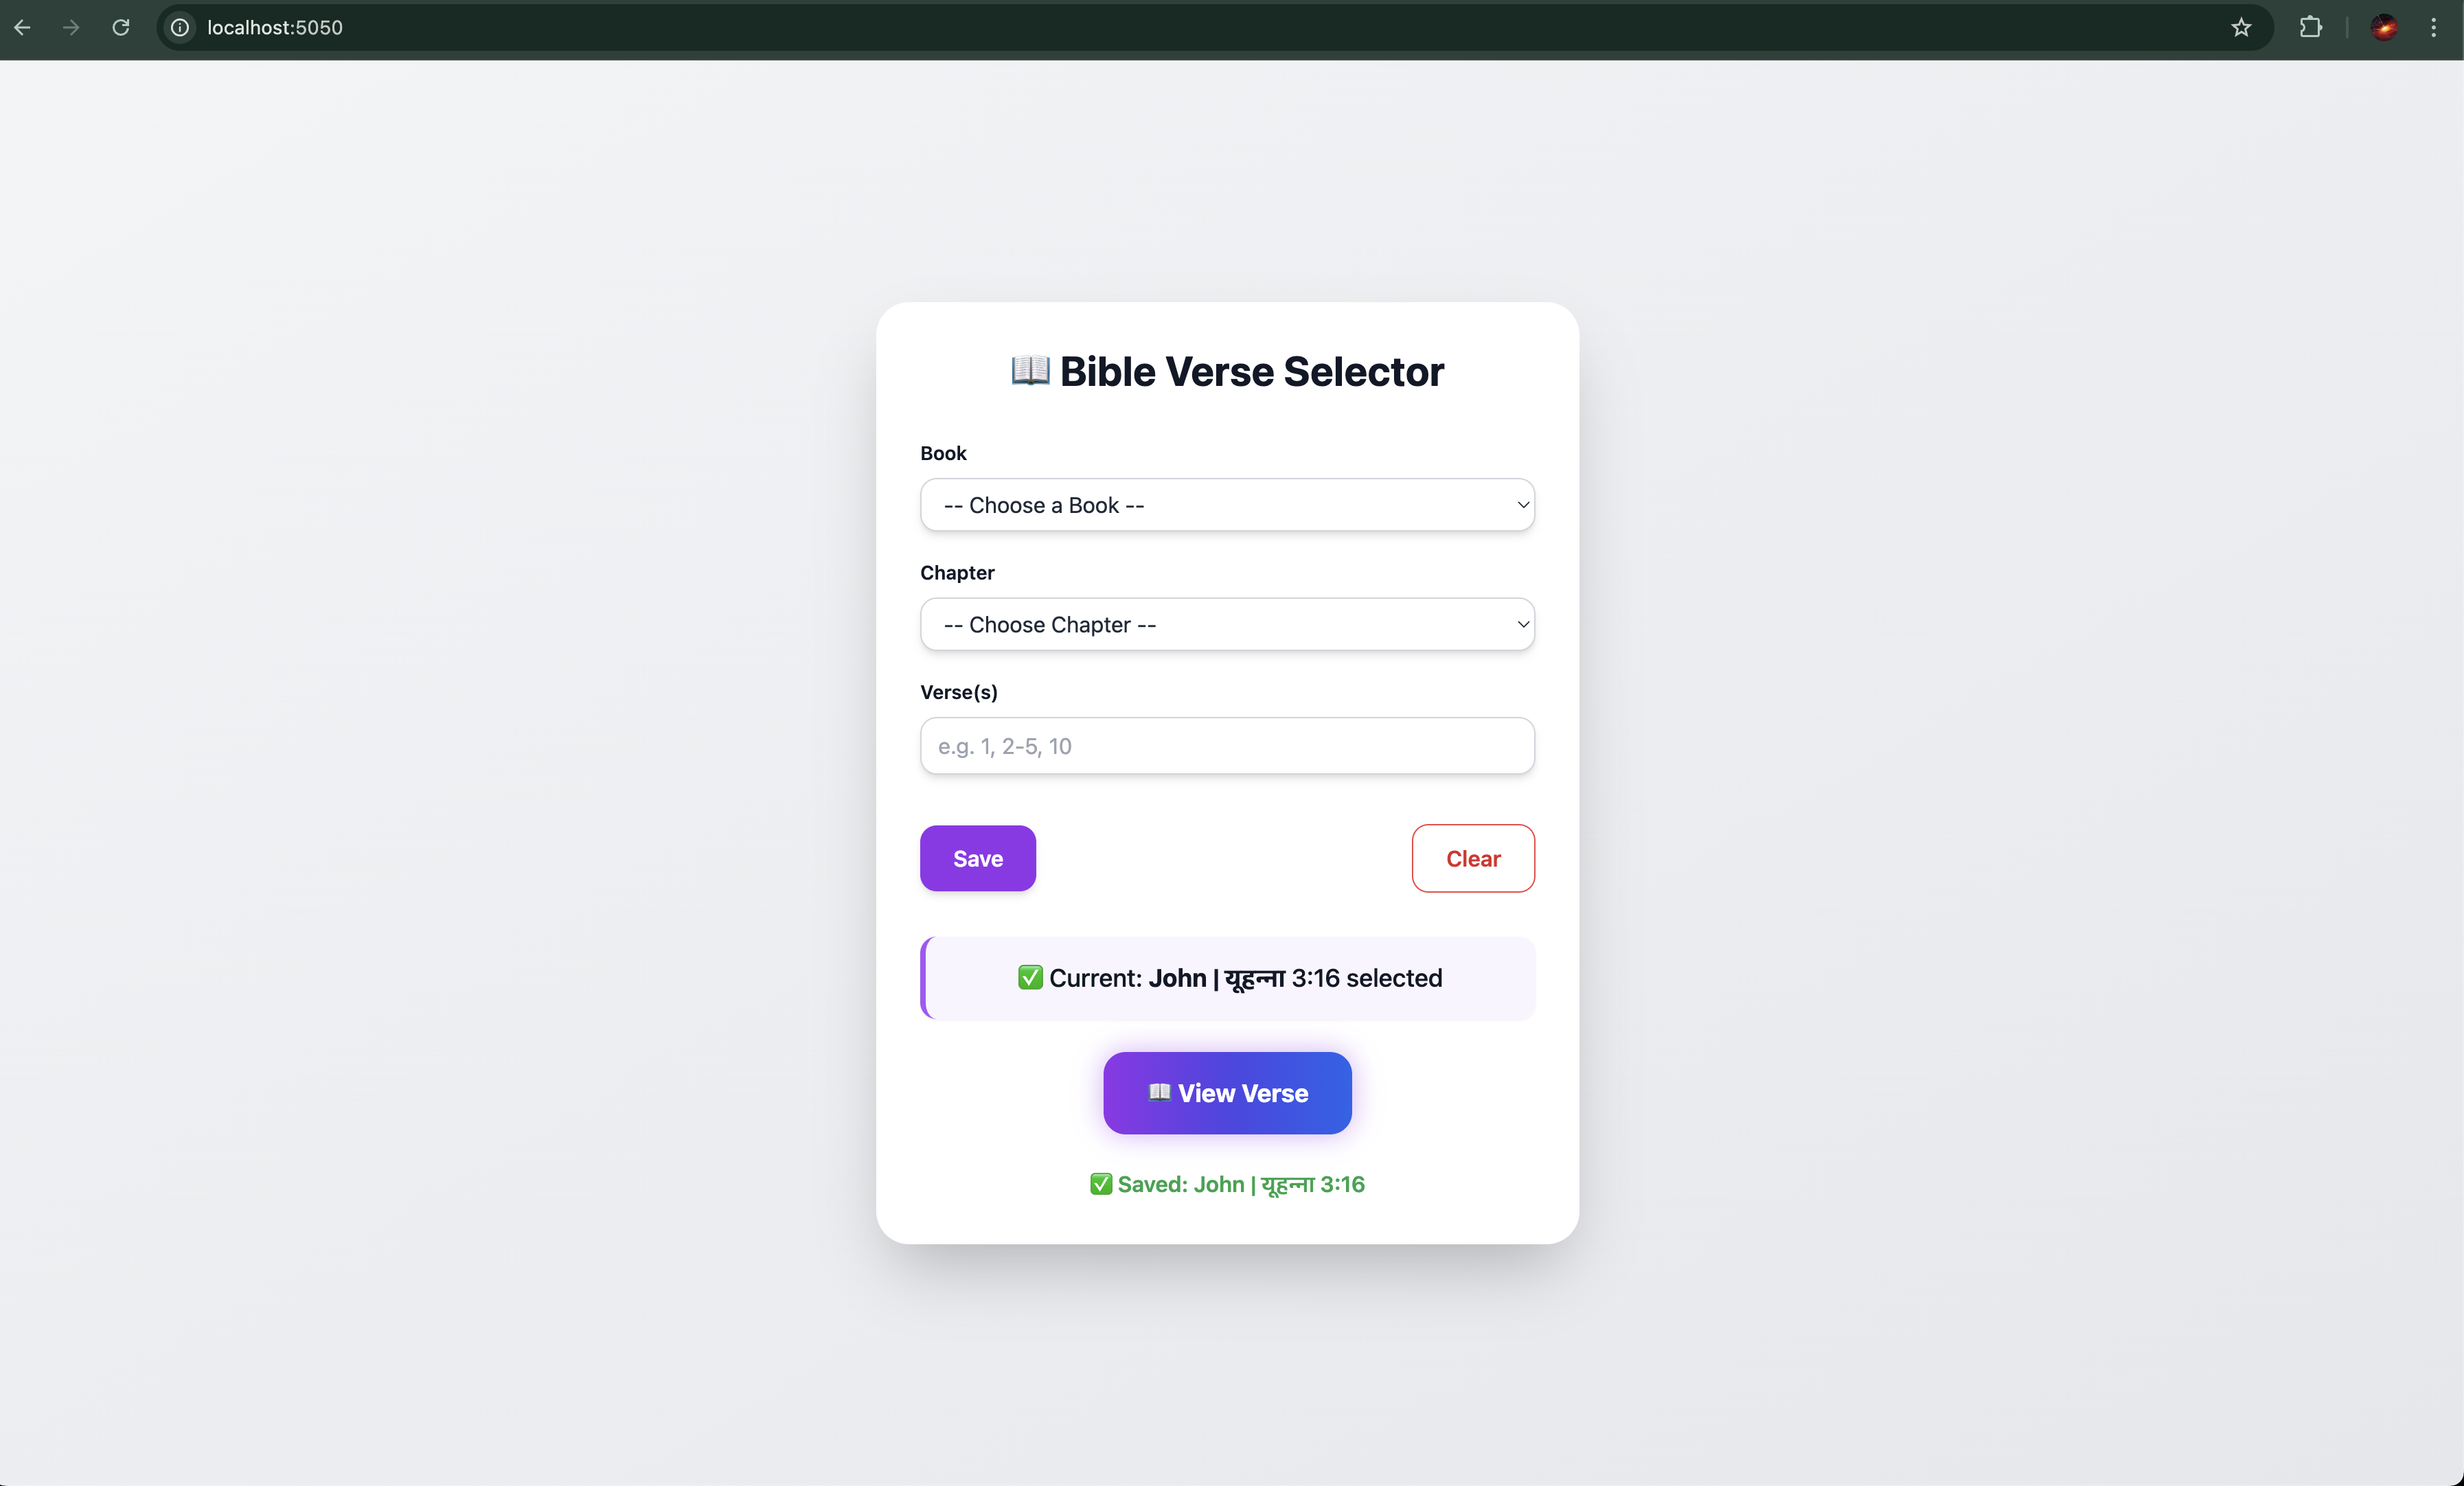 localhost:5050
📖 Bible Verse Selector
Book
-- Choose a Book --
Chapter
-- Choose Chapter --
Verse(s)
e.g. 1, 2-5, 10
Save
Clear
✅ Current: John | यूहन्ना 3:16 selected
📖 View Verse
✅ Saved: John | यूहन्ना 3:16